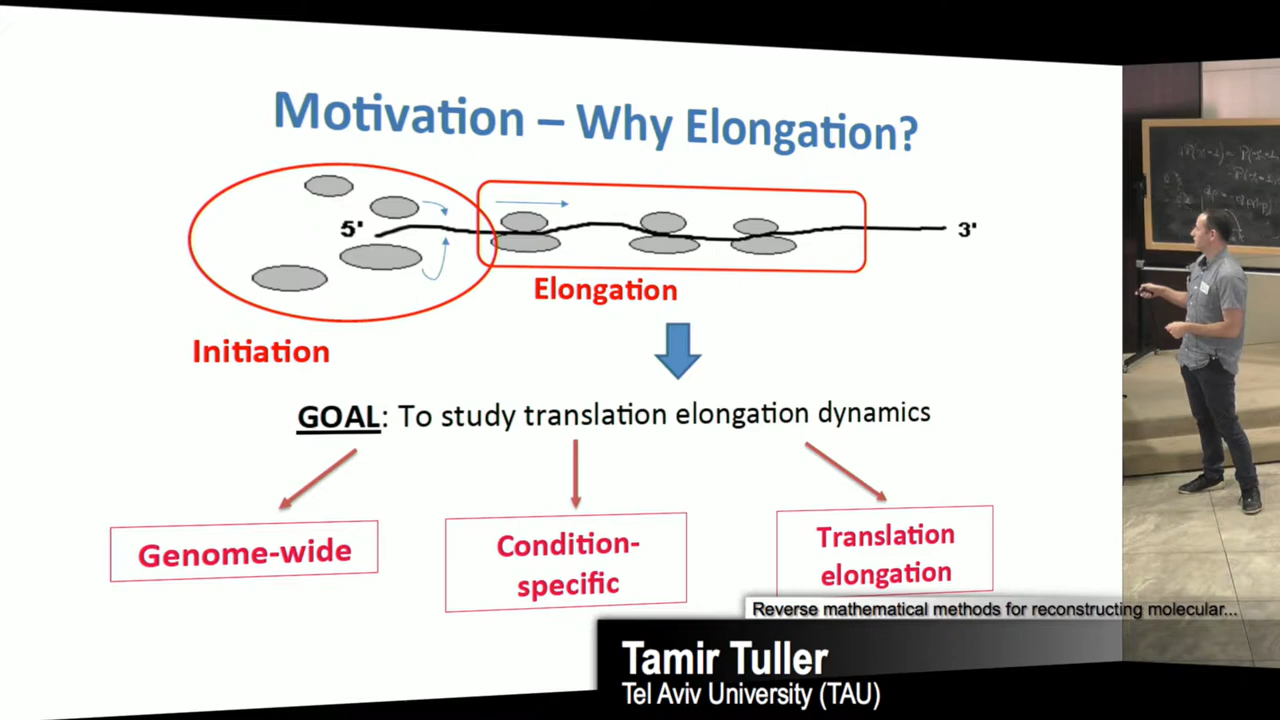 Motivation – Why Elongation?
5'
3'
Elongation
Initiation
GOAL: To study translation elongation dynamics
Genome-wide
Condition-
specific
Translation
elongation
Reverse mathematical methods for reconstructing molecular...
Tamir Tuller
Tel Aviv University (TAU)